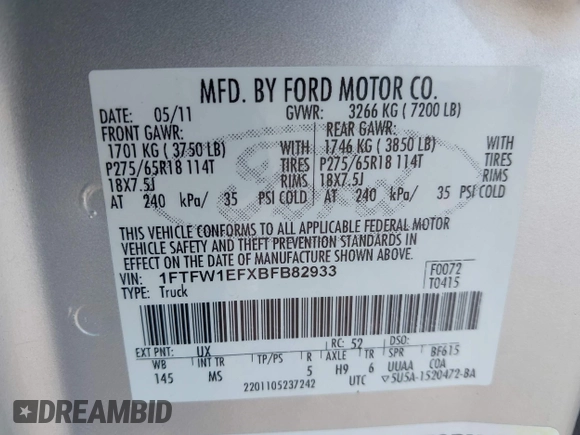 MFD. BY FORD MOTOR CO.
DATE: 05/11 GVWR: 3266 KG ( 7200 LB)
FRONT GAWR: REAR GAWR:
1701 KG ( 3750 LB) WITH 1746 KG ( 3850 LB) WITH
P275/65R18 114T TIRES P275/65R18 114T TIRES
18X7.5J RIMS 18X7.5J RIMS
AT 240 kPa/ 35 PSI COLD AT 240 kPa/ 35 PSI COLD
Ford
THIS VEHICLE CONFORMS TO ALL APPLICABLE FEDERAL MOTOR
VEHICLE SAFETY AND THEFT PREVENTION STANDARDS IN
EFFECT ON THE DATE OF MANUFACTURE SHOWN ABOVE.
VIN: 1FTFW1EFXBFB82933 F0072
TYPE: Truck T0415
EXT PNT: UX RC: 52 DSO:
WB TP/PS R AXLE TR SPR BF615
145 MS 5 H9 6 UUAA COA
2201105237242 UTC 5U5A-1520472-BA
DREAMBID